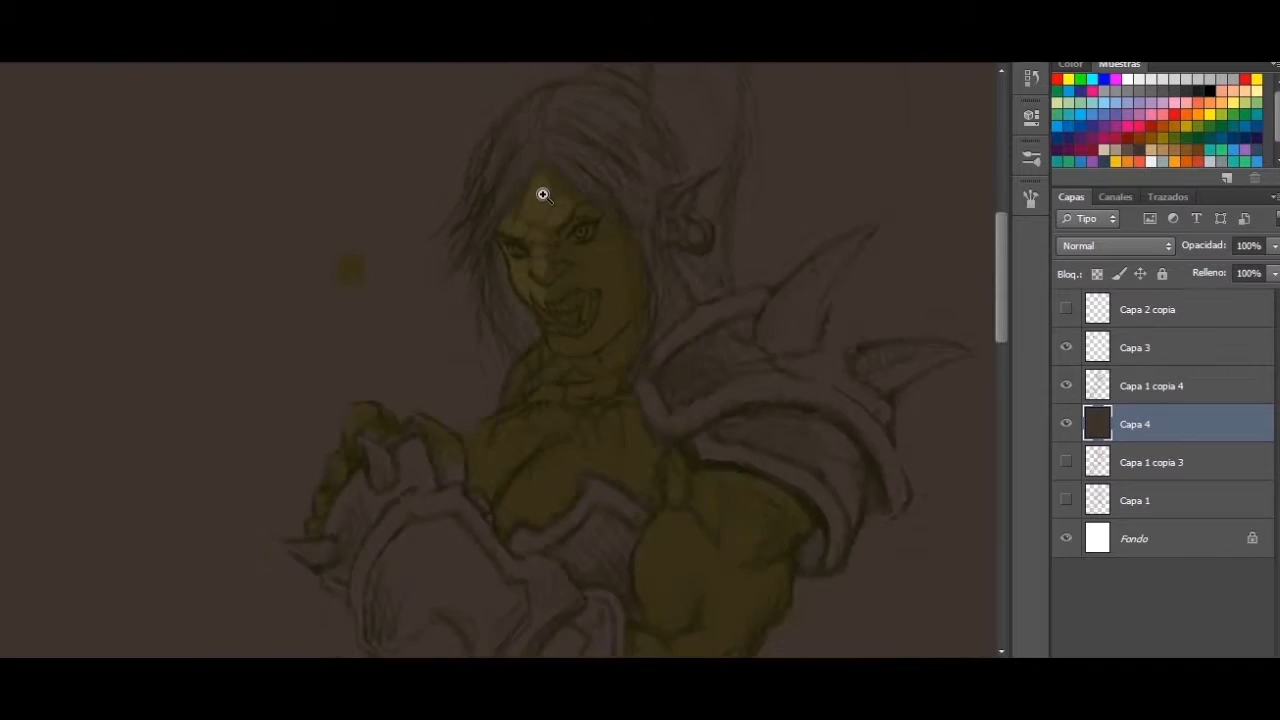 Color Muestras
Capas Canales Trazados
Tipo
Normal Opacidad: 100%
Bloq.: Relleno: 100%
Capa 2 copia
Capa 3
Capa 1 copia 4
Capa 4
Capa 1 copia 3
Capa 1
Fondo